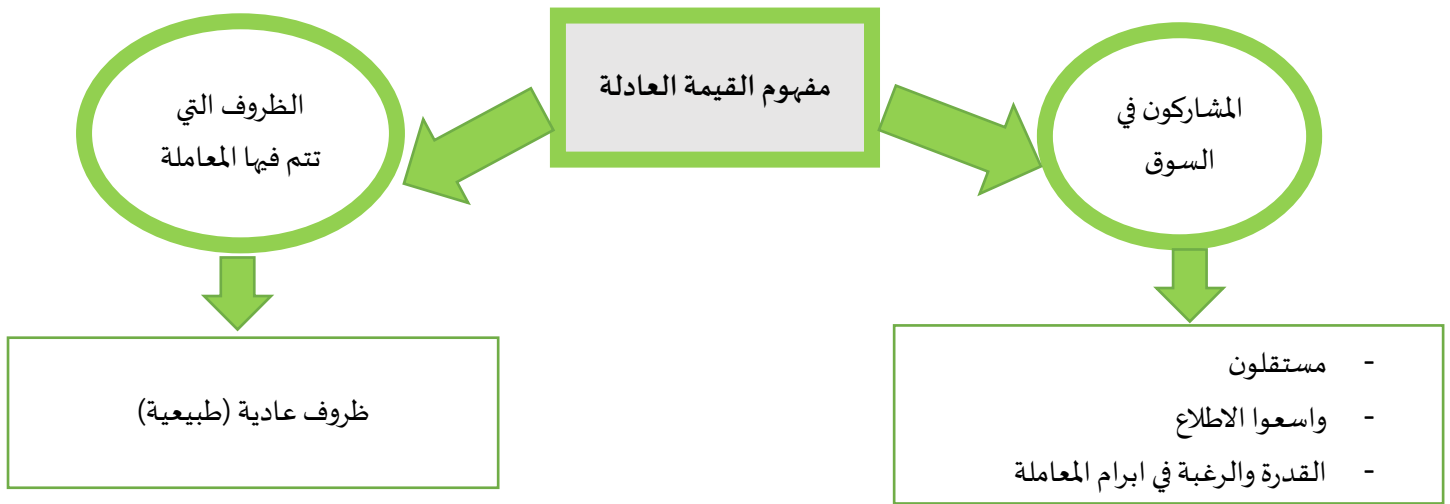 مفهوم القيمة العادلة
المشاركون في
السوق
الظروف التي
تتم فيها المعاملة
- مستقلون
- واسعوا الاطلاع
- القدرة والرغبة في ابرام المعاملة
ظروف عادية (طبيعية)